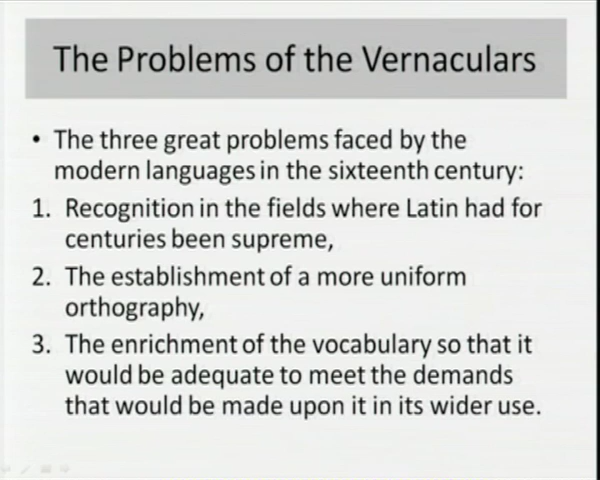 The Problems of the Vernaculars
• The three great problems faced by the
modern languages in the sixteenth century:
1. Recognition in the fields where Latin had for
centuries been supreme,
2. The establishment of a more uniform
orthography,
3. The enrichment of the vocabulary so that it
would be adequate to meet the demands
that would be made upon it in its wider use.